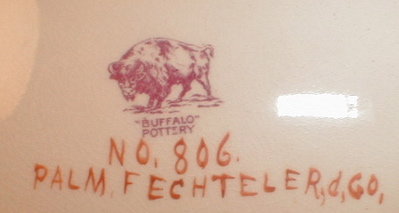 "BUFFALO"
POTTERY
NO. 806.
PALM, FECHTELER, & CO,